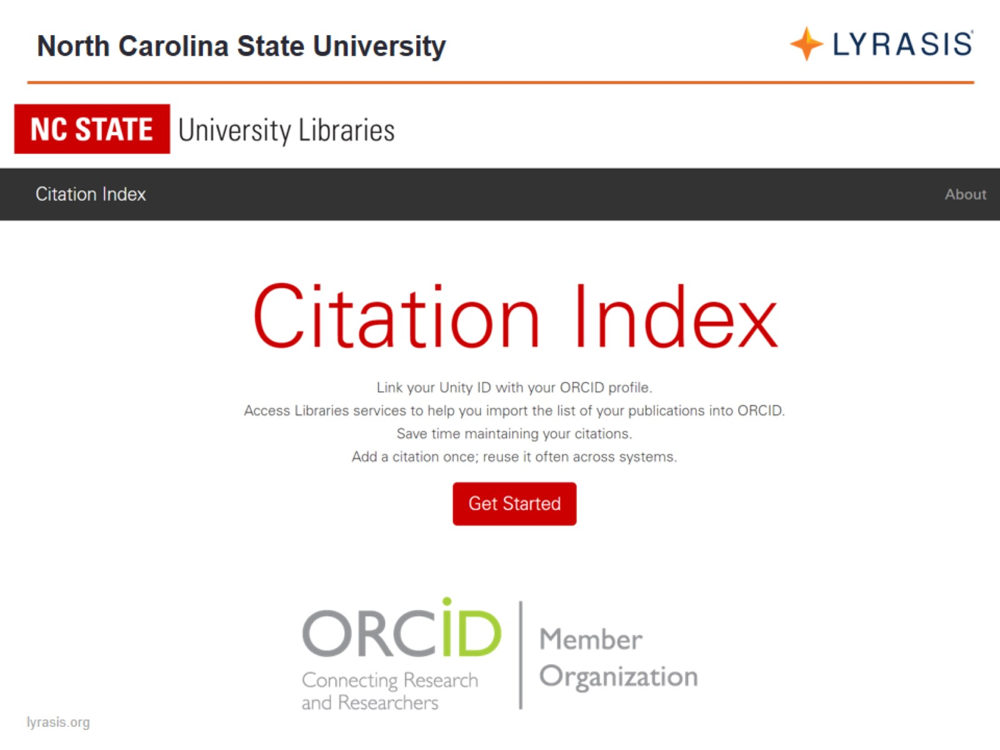 North Carolina State University
LYRASIS
NC STATE University Libraries
Citation Index
About
Citation Index
Link your Unity ID with your ORCID profile.
Access Libraries services to help you import the list of your publications into ORCID.
Save time maintaining your citations.
Add a citation once; reuse it often across systems.
Get Started
ORCiD
Connecting Research
and Researchers
Member
Organization
lyrasis.org